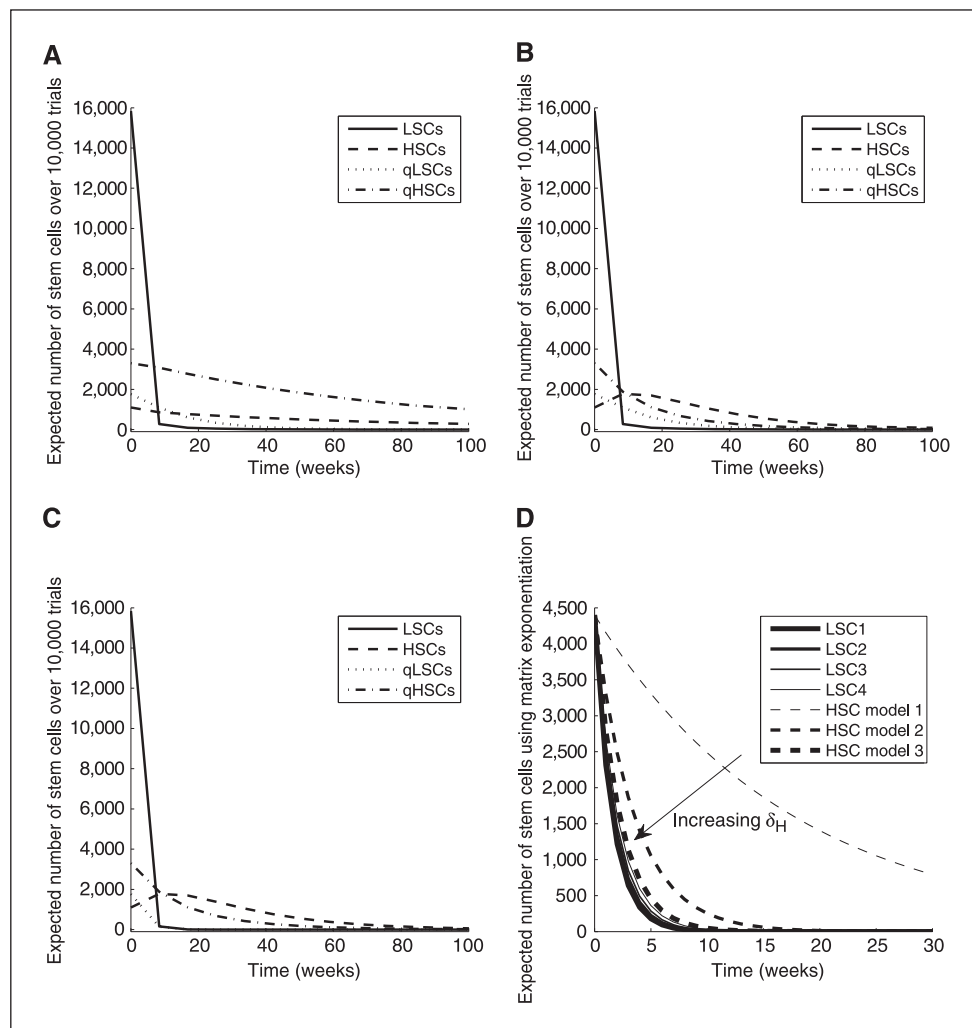 A
Expected number of stem cells over 10,000 trials
16,000
14,000
12,000
10,000
8,000
6,000
4,000
2,000
0
0 20 40 60 80 100
Time (weeks)
LSCs
HSCs
qLSCs
qHSCs
B
Expected number of stem cells over 10,000 trials
16,000
14,000
12,000
10,000
8,000
6,000
4,000
2,000
0
0 20 40 60 80 100
Time (weeks)
LSCs
HSCs
qLSCs
qHSCs
C
Expected number of stem cells over 10,000 trials
16,000
14,000
12,000
10,000
8,000
6,000
4,000
2,000
0
0 20 40 60 80 100
Time (weeks)
LSCs
HSCs
qLSCs
qHSCs
D
Expected number of stem cells using matrix exponentiation
4,500
4,000
3,500
3,000
2,500
2,000
1,500
1,000
500
0
0 5 10 15 20 25 30
Time (weeks)
LSC1
LSC2
LSC3
LSC4
HSC model 1
HSC model 2
HSC model 3
Increasing δH